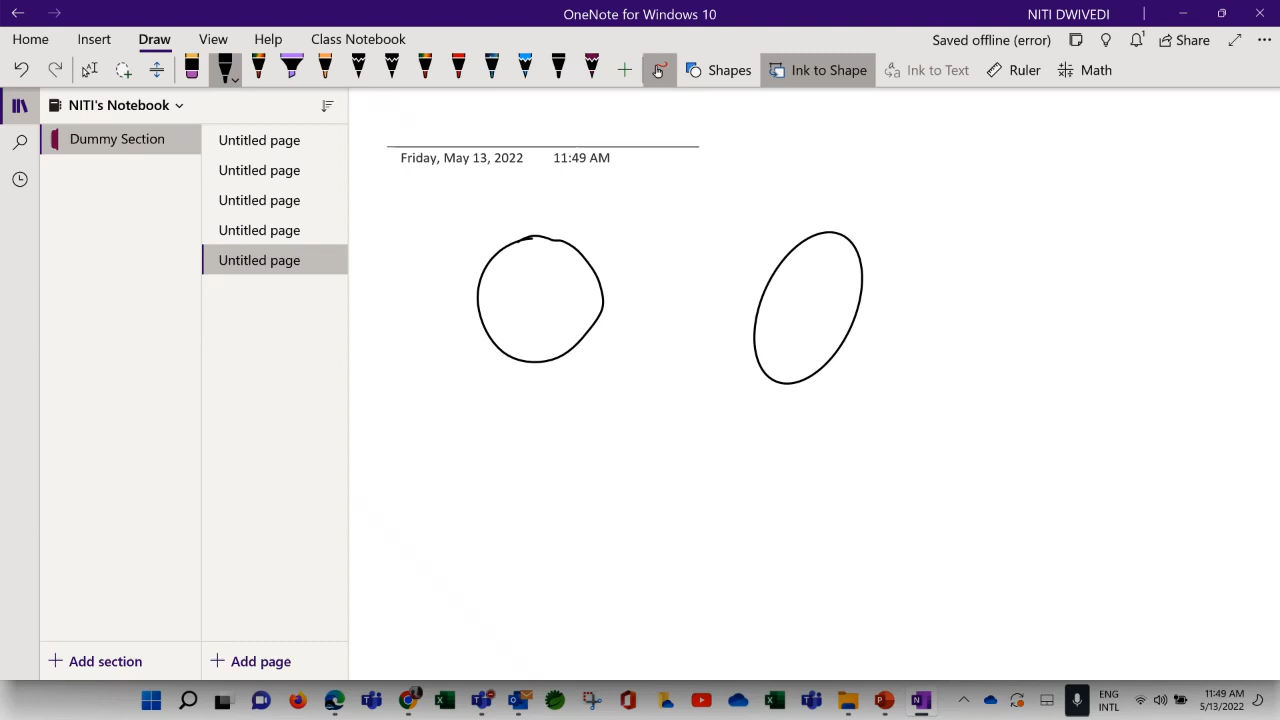 OneNote for Windows 10
NITI DWIVEDI
Home Insert Draw View Help Class Notebook
Saved offline (error)
Share
Shapes
Ink to Shape
Ink to Text
Ruler
Math
NITI's Notebook
Dummy Section
Untitled page
Untitled page
Untitled page
Untitled page
Untitled page
Friday, May 13, 2022 11:49 AM
Add section
Add page
ENG
INTL
11:49 AM
5/13/2022